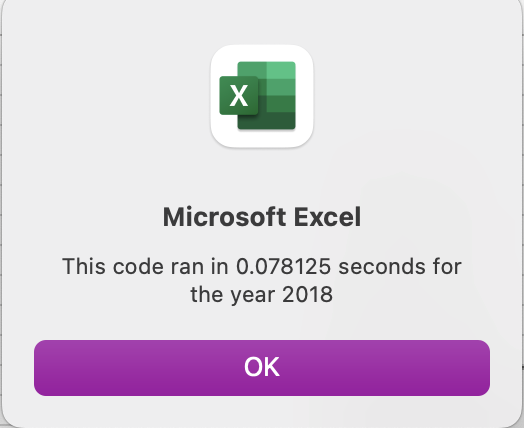 X
Microsoft Excel
This code ran in 0.078125 seconds for
the year 2018
OK